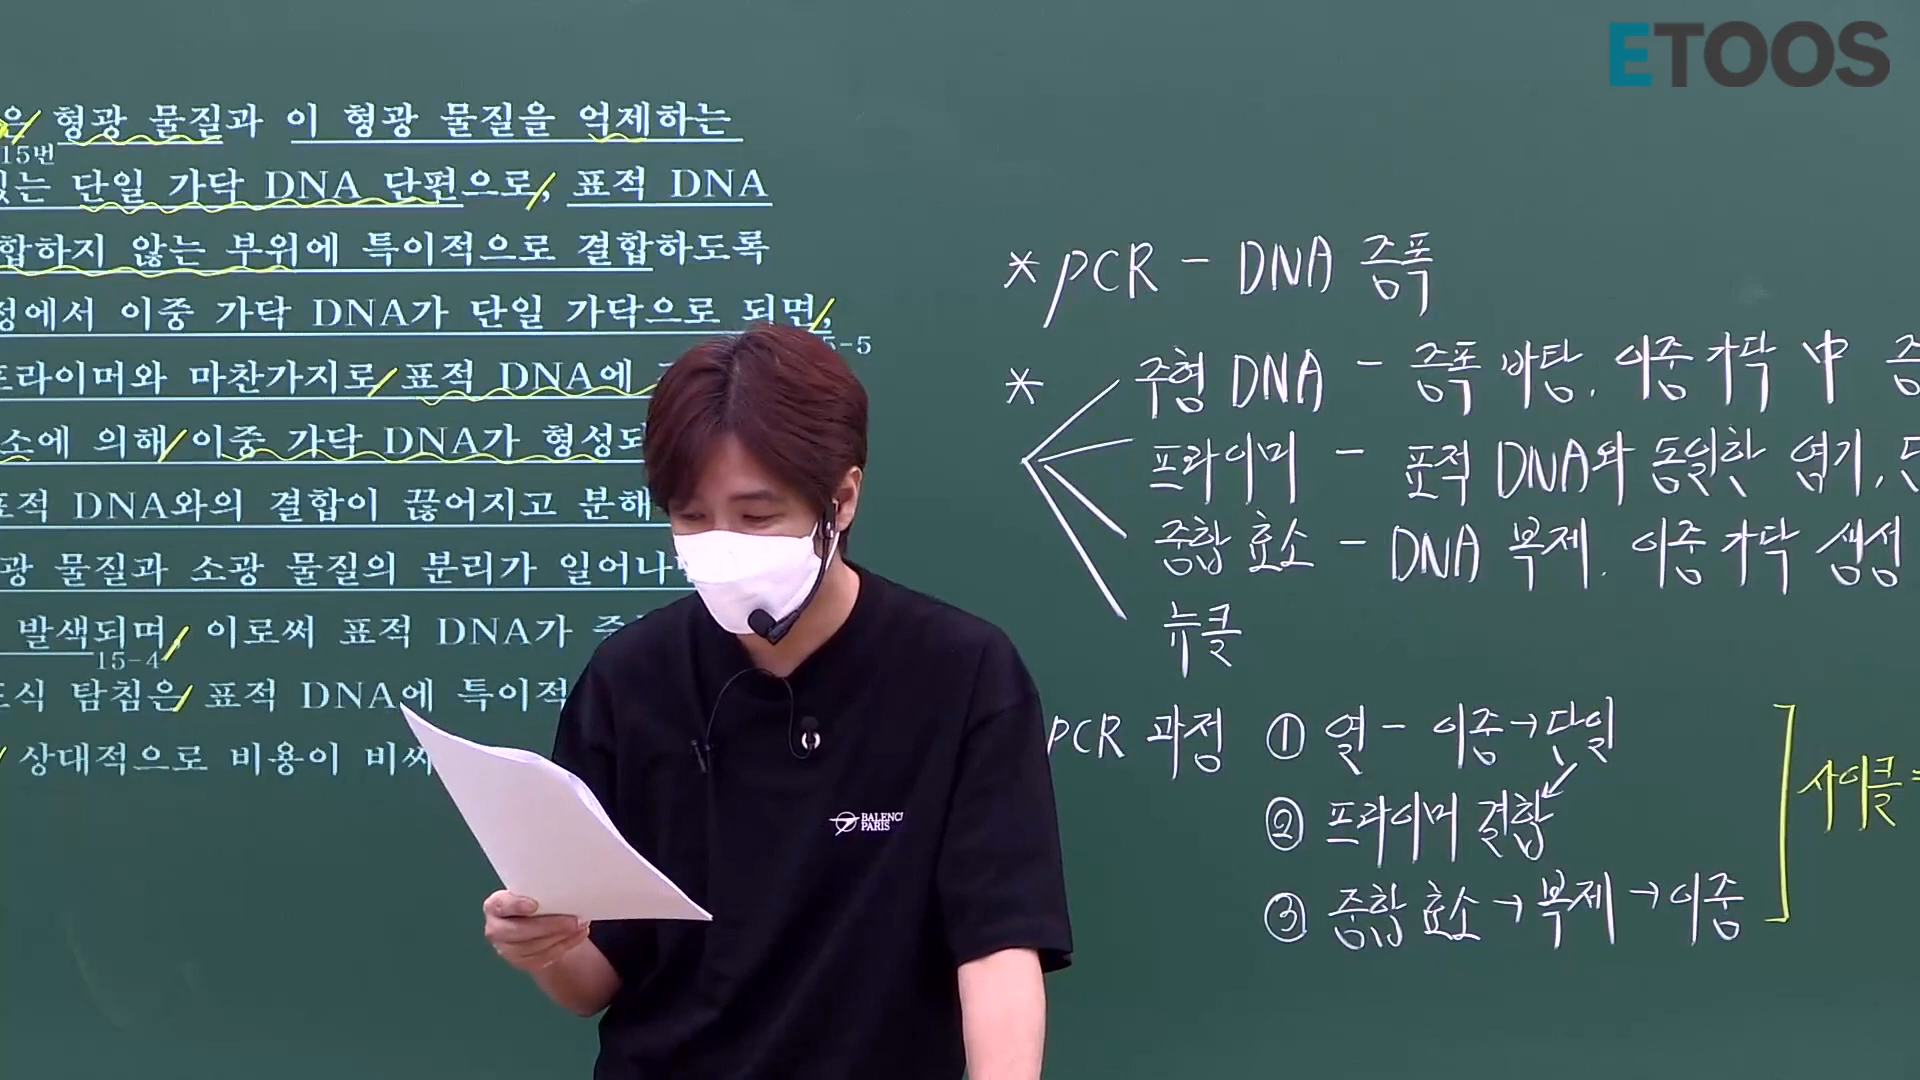 ETOOS
은 형광 물질과 이 형광 물질을 억제하는
15번
있는 단일 가닥 DNA 단편으로, 표적 DNA
합하지 않는 부위에 특이적으로 결합하도록
정에서 이중 가닥 DNA가 단일 가닥으로 되면,
5-5
프라이머와 마찬가지로 표적 DNA에
소에 의해 이중 가닥 DNA가 형성되
표적 DNA와의 결합이 끊어지고 분해
광 물질과 소광 물질의 분리가 일어나
발색되며, 이로써 표적 DNA가
15-4
식 탐침은 표적 DNA에 특이적
상대적으로 비용이 비싸
* PCR - DNA 증폭
* 주형 DNA - 증폭 바탕. 이중 가닥 中 증
프라이머 - 표적 DNA와 동일한 염기. 단
중합 효소 - DNA 복제. 이중 가닥 생성
뉴클
PCR 과정 ① 열 - 이중 → 단일
② 프라이머 결합
③ 중합 효소 → 복제 → 이중
사이클 =
BALENC
PARIS